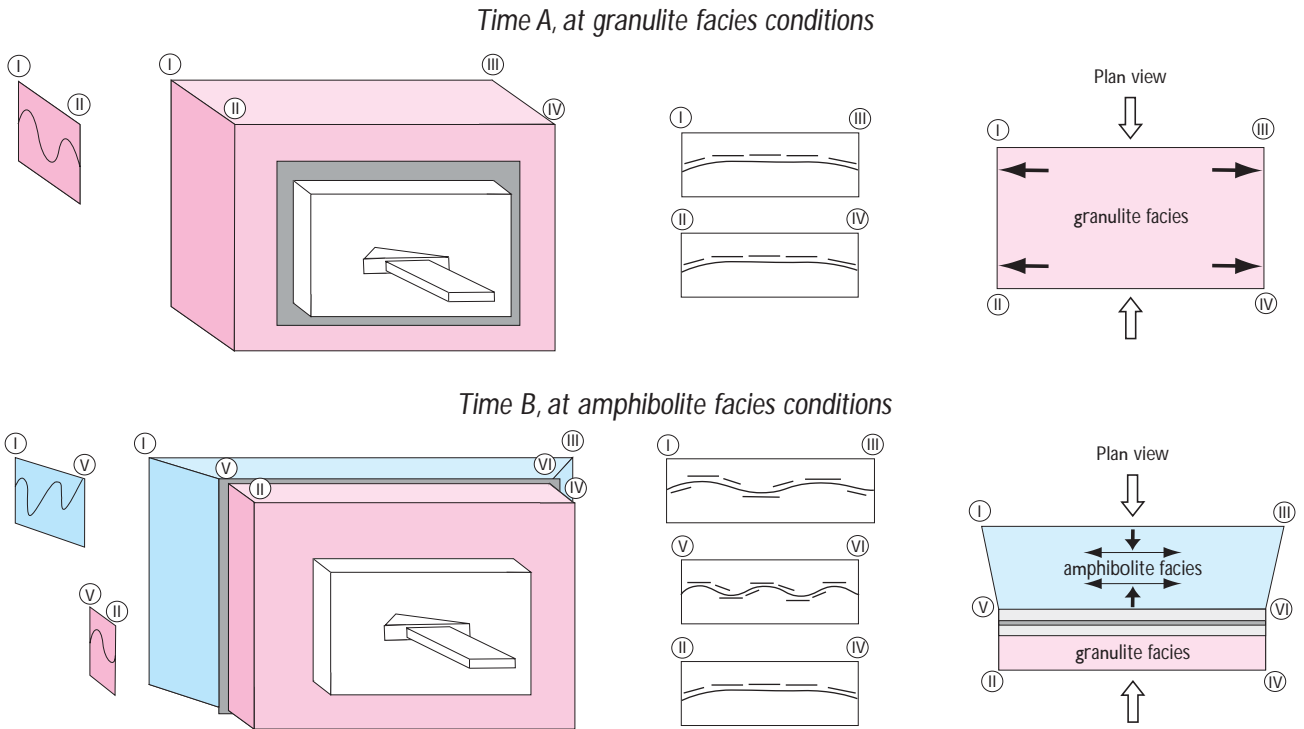 Time A, at granulite facies conditions
I
II
I
III
II
IV
I
III
II
IV
Plan view
I
III
granulite facies
II
IV
Time B, at amphibolite facies conditions
I
V
V
II
I
III
V
VI
II
IV
I
III
V
VI
II
IV
Plan view
I
III
amphibolite facies
V
VI
granulite facies
II
IV